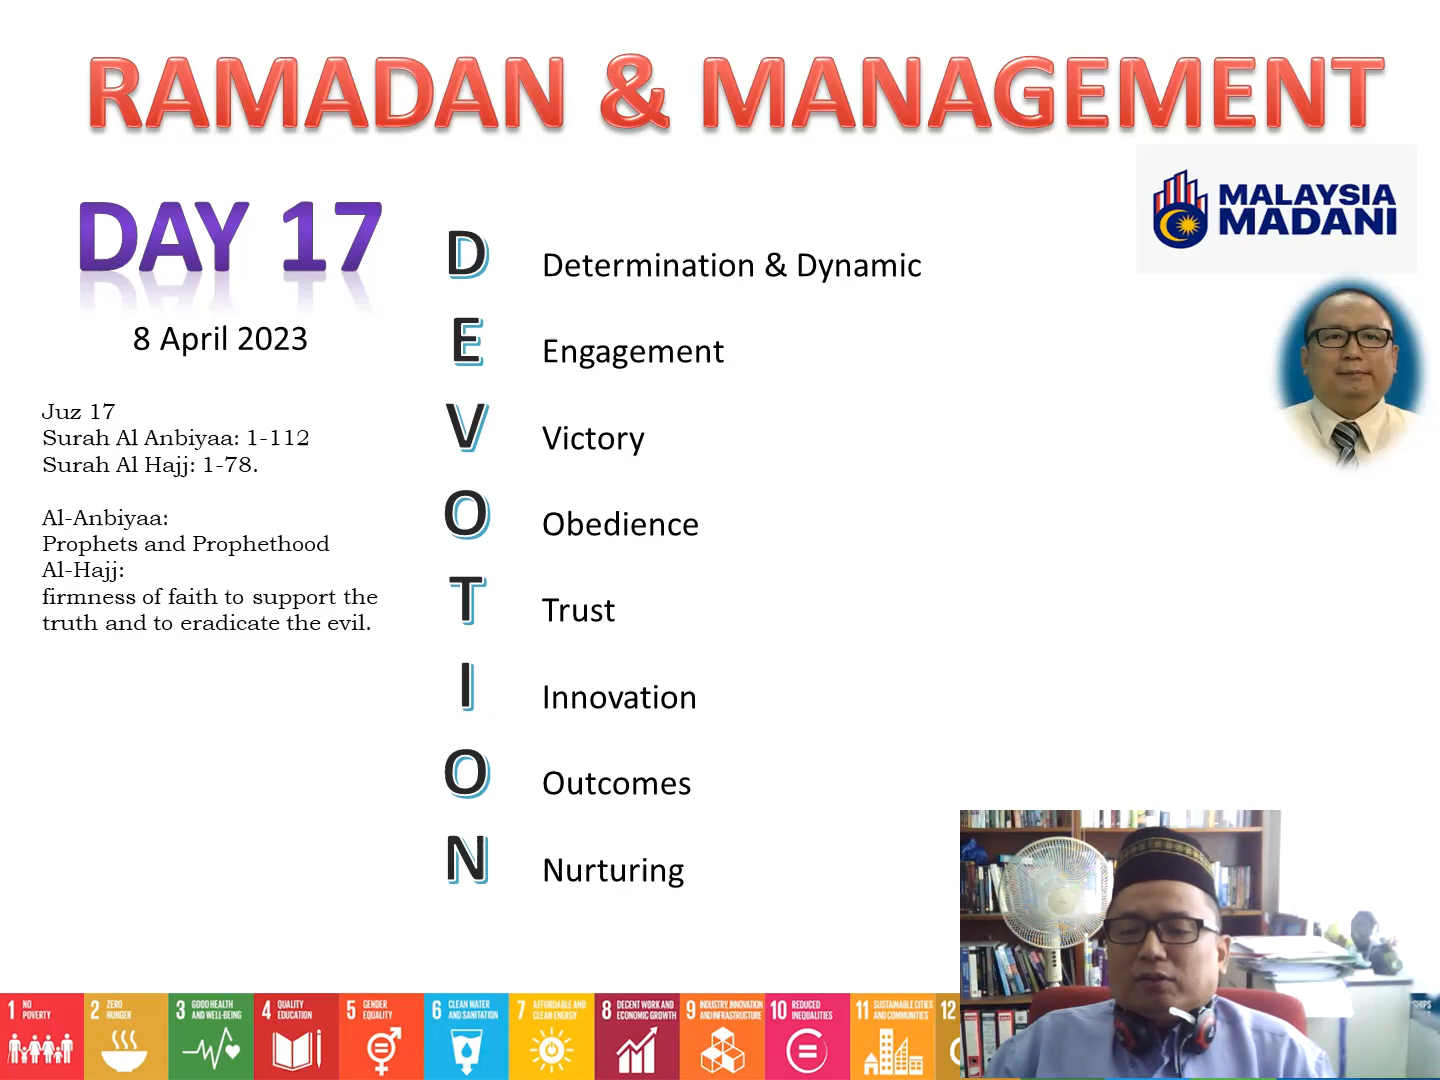 RAMADAN & MANAGEMENT
MALAYSIA
MADANI
DAY 17
8 April 2023
Juz 17
Surah Al Anbiyaa: 1-112
Surah Al Hajj: 1-78.
Al-Anbiyaa:
Prophets and Prophethood
Al-Hajj:
firmness of faith to support the
truth and to eradicate the evil.
D Determination & Dynamic
E Engagement
V Victory
O Obedience
T Trust
I Innovation
O Outcomes
N Nurturing
1 NO
POVERTY
2 ZERO
HUNGER
3 GOOD HEALTH
AND WELL-BEING
4 QUALITY
EDUCATION
5 GENDER
EQUALITY
6 CLEAN WATER
AND SANITATION
7 AFFORDABLE AND
CLEAN ENERGY
8 DECENT WORK AND
ECONOMIC GROWTH
9 INDUSTRY, INNOVATION
AND INFRASTRUCTURE
10 REDUCED
INEQUALITIES
11 SUSTAINABLE CITIES
AND COMMUNITIES
12